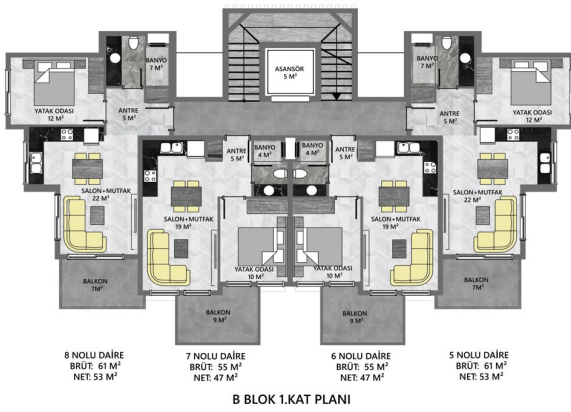 BANYO
7 M²
ASANSÖR
5 M²
BANYO
7 M²
YATAK ODASI
12 M²
ANTRE
5 M²
ANTRE
5 M²
YATAK ODASI
12 M²
ANTRE
5 M²
BANYO
4 M²
BANYO
4 M²
ANTRE
5 M²
SALON+MUTFAK
22 M²
SALON+MUTFAK
19 M²
SALON+MUTFAK
19 M²
SALON+MUTFAK
22 M²
YATAK ODASI
10 M²
YATAK ODASI
10 M²
BALKON
7M²
BALKON
9 M²
BALKON
9 M²
BALKON
7M²
8 NOLU DAİRE
BRÜT: 61 M²
NET: 53 M²
7 NOLU DAİRE
BRÜT: 55 M²
NET: 47 M²
6 NOLU DAİRE
BRÜT: 55 M²
NET: 47 M²
5 NOLU DAİRE
BRÜT: 61 M²
NET: 53 M²
B BLOK 1.KAT PLANI